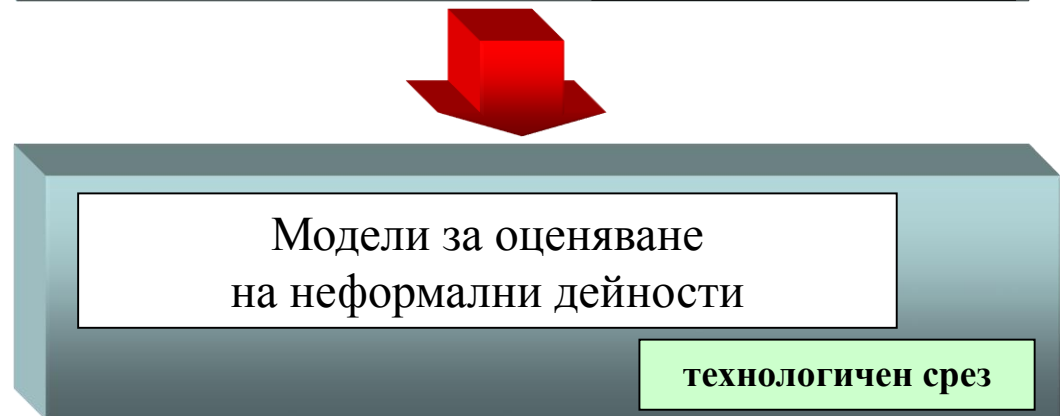 Модели за оценяване
на неформални дейности
технологичен срез